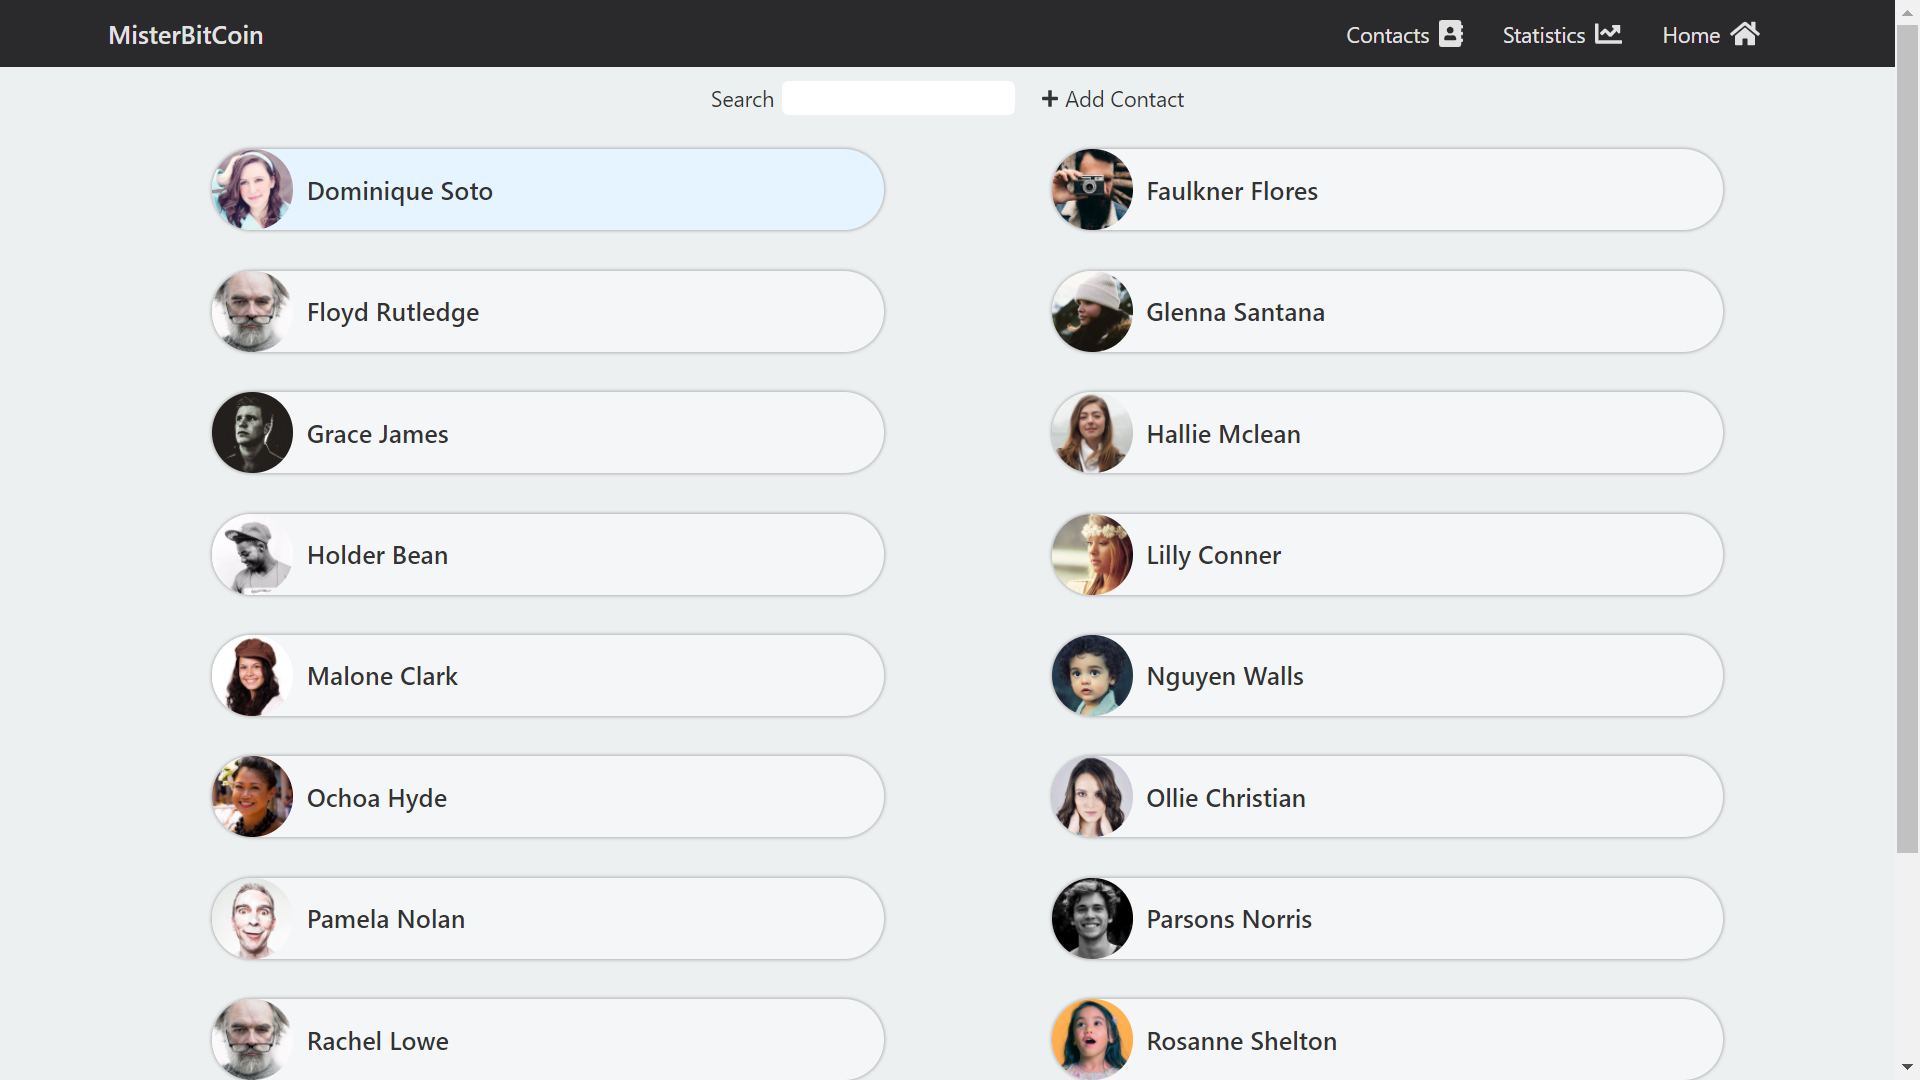 MisterBitCoin
Contacts
Statistics
Home
Search
Add Contact
Dominique Soto
Faulkner Flores
Floyd Rutledge
Glenna Santana
Grace James
Hallie Mclean
Holder Bean
Lilly Conner
Malone Clark
Nguyen Walls
Ochoa Hyde
Ollie Christian
Pamela Nolan
Parsons Norris
Rachel Lowe
Rosanne Shelton